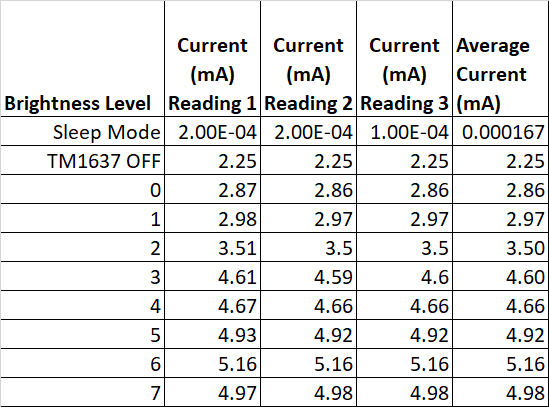 Brightness Level Current (mA) Reading 1 Current (mA) Reading 2 Current (mA) Reading 3 Average Current (mA)
Sleep Mode 2.00E-04 2.00E-04 1.00E-04 0.000167
TM1637 OFF 2.25 2.25 2.25 2.25
0 2.87 2.86 2.86 2.86
1 2.98 2.97 2.97 2.97
2 3.51 3.5 3.5 3.50
3 4.61 4.59 4.6 4.60
4 4.67 4.66 4.66 4.66
5 4.93 4.92 4.92 4.92
6 5.16 5.16 5.16 5.16
7 4.97 4.98 4.98 4.98